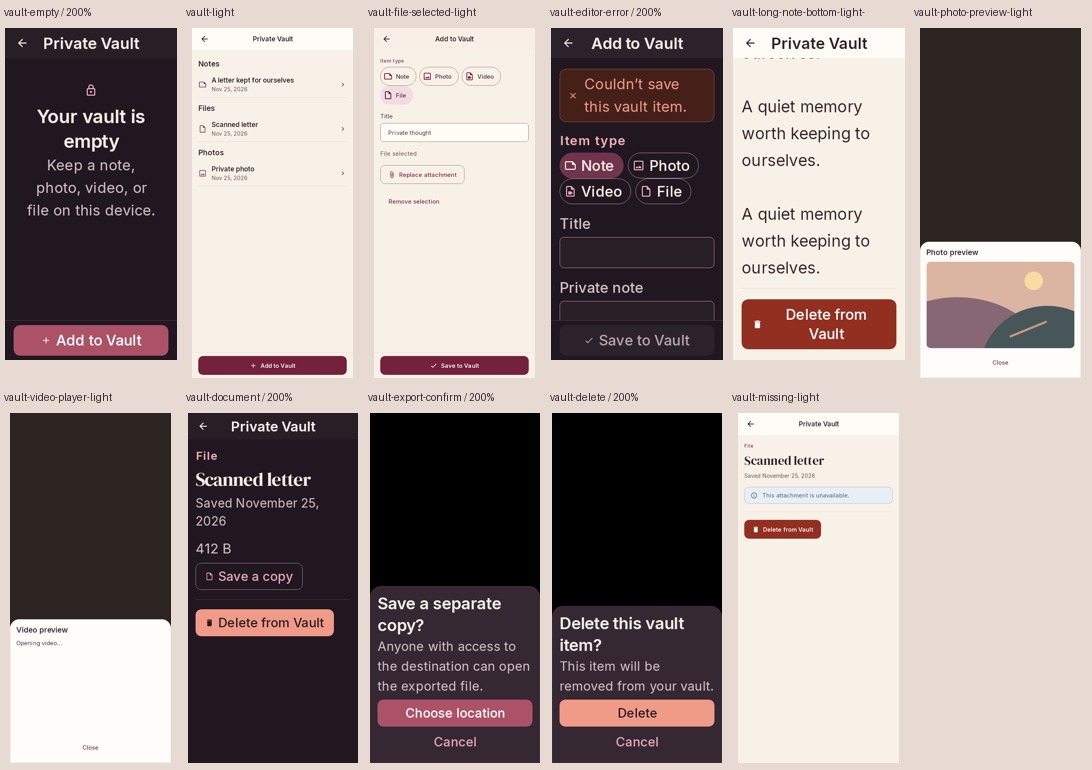 vault-empty / 200%
Private Vault
Your vault is
empty
Keep a note,
photo, video, or
file on this device.
+ Add to Vault
vault-light
Private Vault
Notes
A letter kept for ourselves
Nov 25, 2026
Files
Scanned letter
Nov 25, 2026
Photos
Private photo
Nov 25, 2026
+ Add to Vault
vault-file-selected-light
Add to Vault
Item type
Note
Photo
Video
File
Title
Private thought
File selected
Replace attachment
Remove selection
Save to Vault
vault-editor-error / 200%
Add to Vault
Couldn't save
this vault item.
Item type
Note
Photo
Video
File
Title
Private note
Save to Vault
vault-long-note-bottom-light-
Private Vault
ourselves.
A quiet memory
worth keeping to
ourselves.
A quiet memory
worth keeping to
ourselves.
Delete from
Vault
vault-photo-preview-light
Photo preview
Close
vault-video-player-light
Video preview
Opening video...
Close
vault-document / 200%
Private Vault
File
Scanned letter
Saved November 25,
2026
412 B
Save a copy
Delete from Vault
vault-export-confirm / 200%
Save a separate
copy?
Anyone with access to
the destination can open
the exported file.
Choose location
Cancel
vault-delete / 200%
Delete this vault
item?
This item will be
removed from your vault.
Delete
Cancel
vault-missing-light
Private Vault
File
Scanned letter
Saved November 25, 2026
This attachment is unavailable.
Delete from Vault